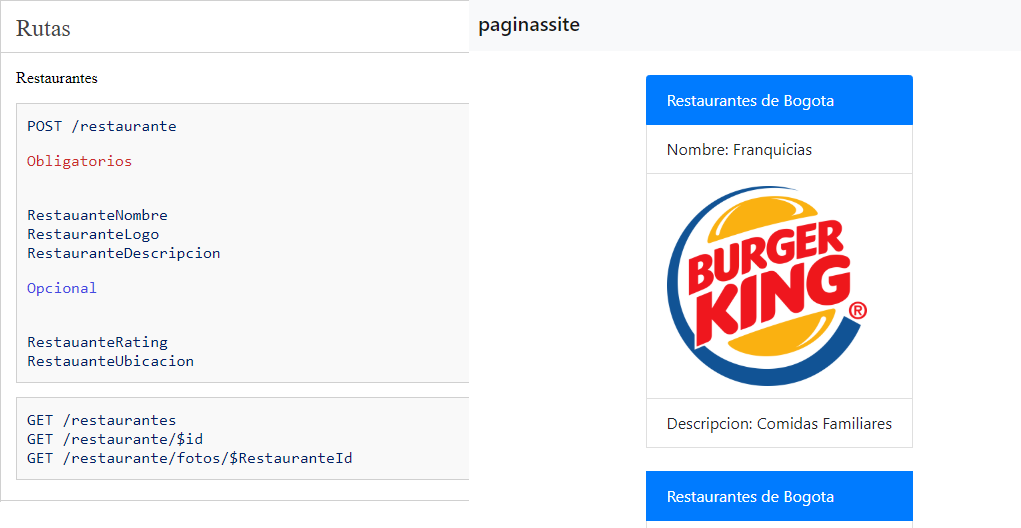 Rutas
Restaurantes
POST /restaurante
Obligatorios
RestauanteNombre
RestauranteLogo
RestauranteDescripcion
Opcional
RestauanteRating
RestauanteUbicacion
GET /restaurantes
GET /restaurante/$id
GET /restaurante/fotos/$RestauranteId
paginassite
Restaurantes de Bogota
Nombre: Franquicias
BURGER
KING®
Descripcion: Comidas Familiares
Restaurantes de Bogota